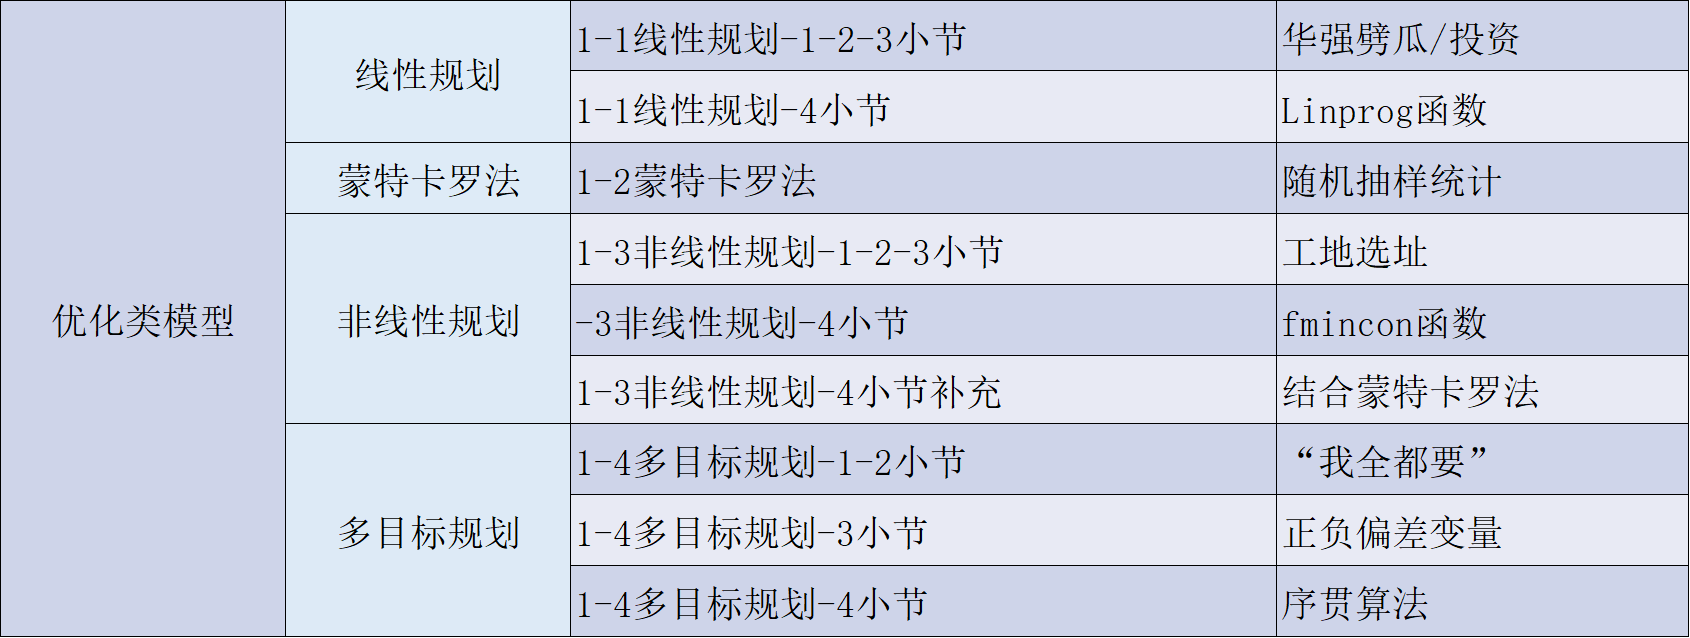 优化类模型
线性规划
1-1线性规划-1-2-3小节
华强劈瓜/投资
1-1线性规划-4小节
Linprog函数
蒙特卡罗法
1-2蒙特卡罗法
随机抽样统计
非线性规划
1-3非线性规划-1-2-3小节
工地选址
-3非线性规划-4小节
fmincon函数
1-3非线性规划-4小节补充
结合蒙特卡罗法
多目标规划
1-4多目标规划-1-2小节
“我全都要”
1-4多目标规划-3小节
正负偏差变量
1-4多目标规划-4小节
序贯算法